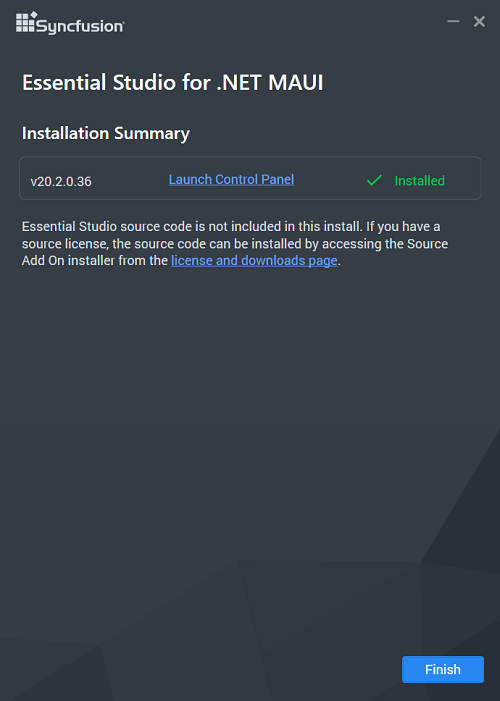 Syncfusion®
Essential Studio for .NET MAUI
Installation Summary
v20.2.0.36 Launch Control Panel Installed
Essential Studio source code is not included in this install. If you have a
source license, the source code can be installed by accessing the Source
Add On installer from the license and downloads page.
Finish